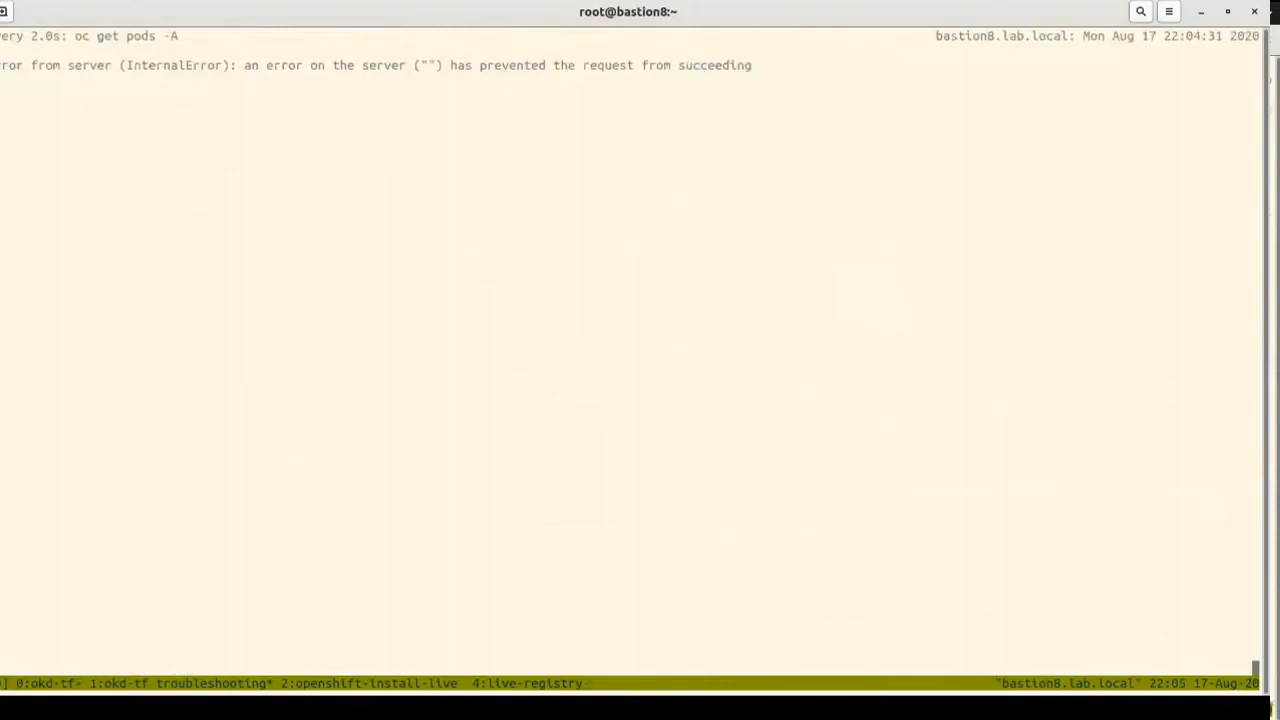 root@bastion8:~
very 2.0s: oc get pods -A
bastion8.lab.local: Mon Aug 17 22:04:31 2020
ror from server (InternalError): an error on the server ("") has prevented the request from succeeding
] 0:okd-tf- 1:okd-tf troubleshooting* 2:openshift-install-live 4:live-registry
"bastion8.lab.local" 22:05 17-Aug-20